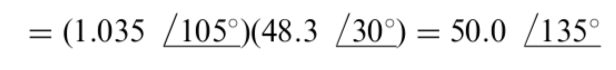 = (1.035 /105°)(48.3 /30°) = 50.0 /135°